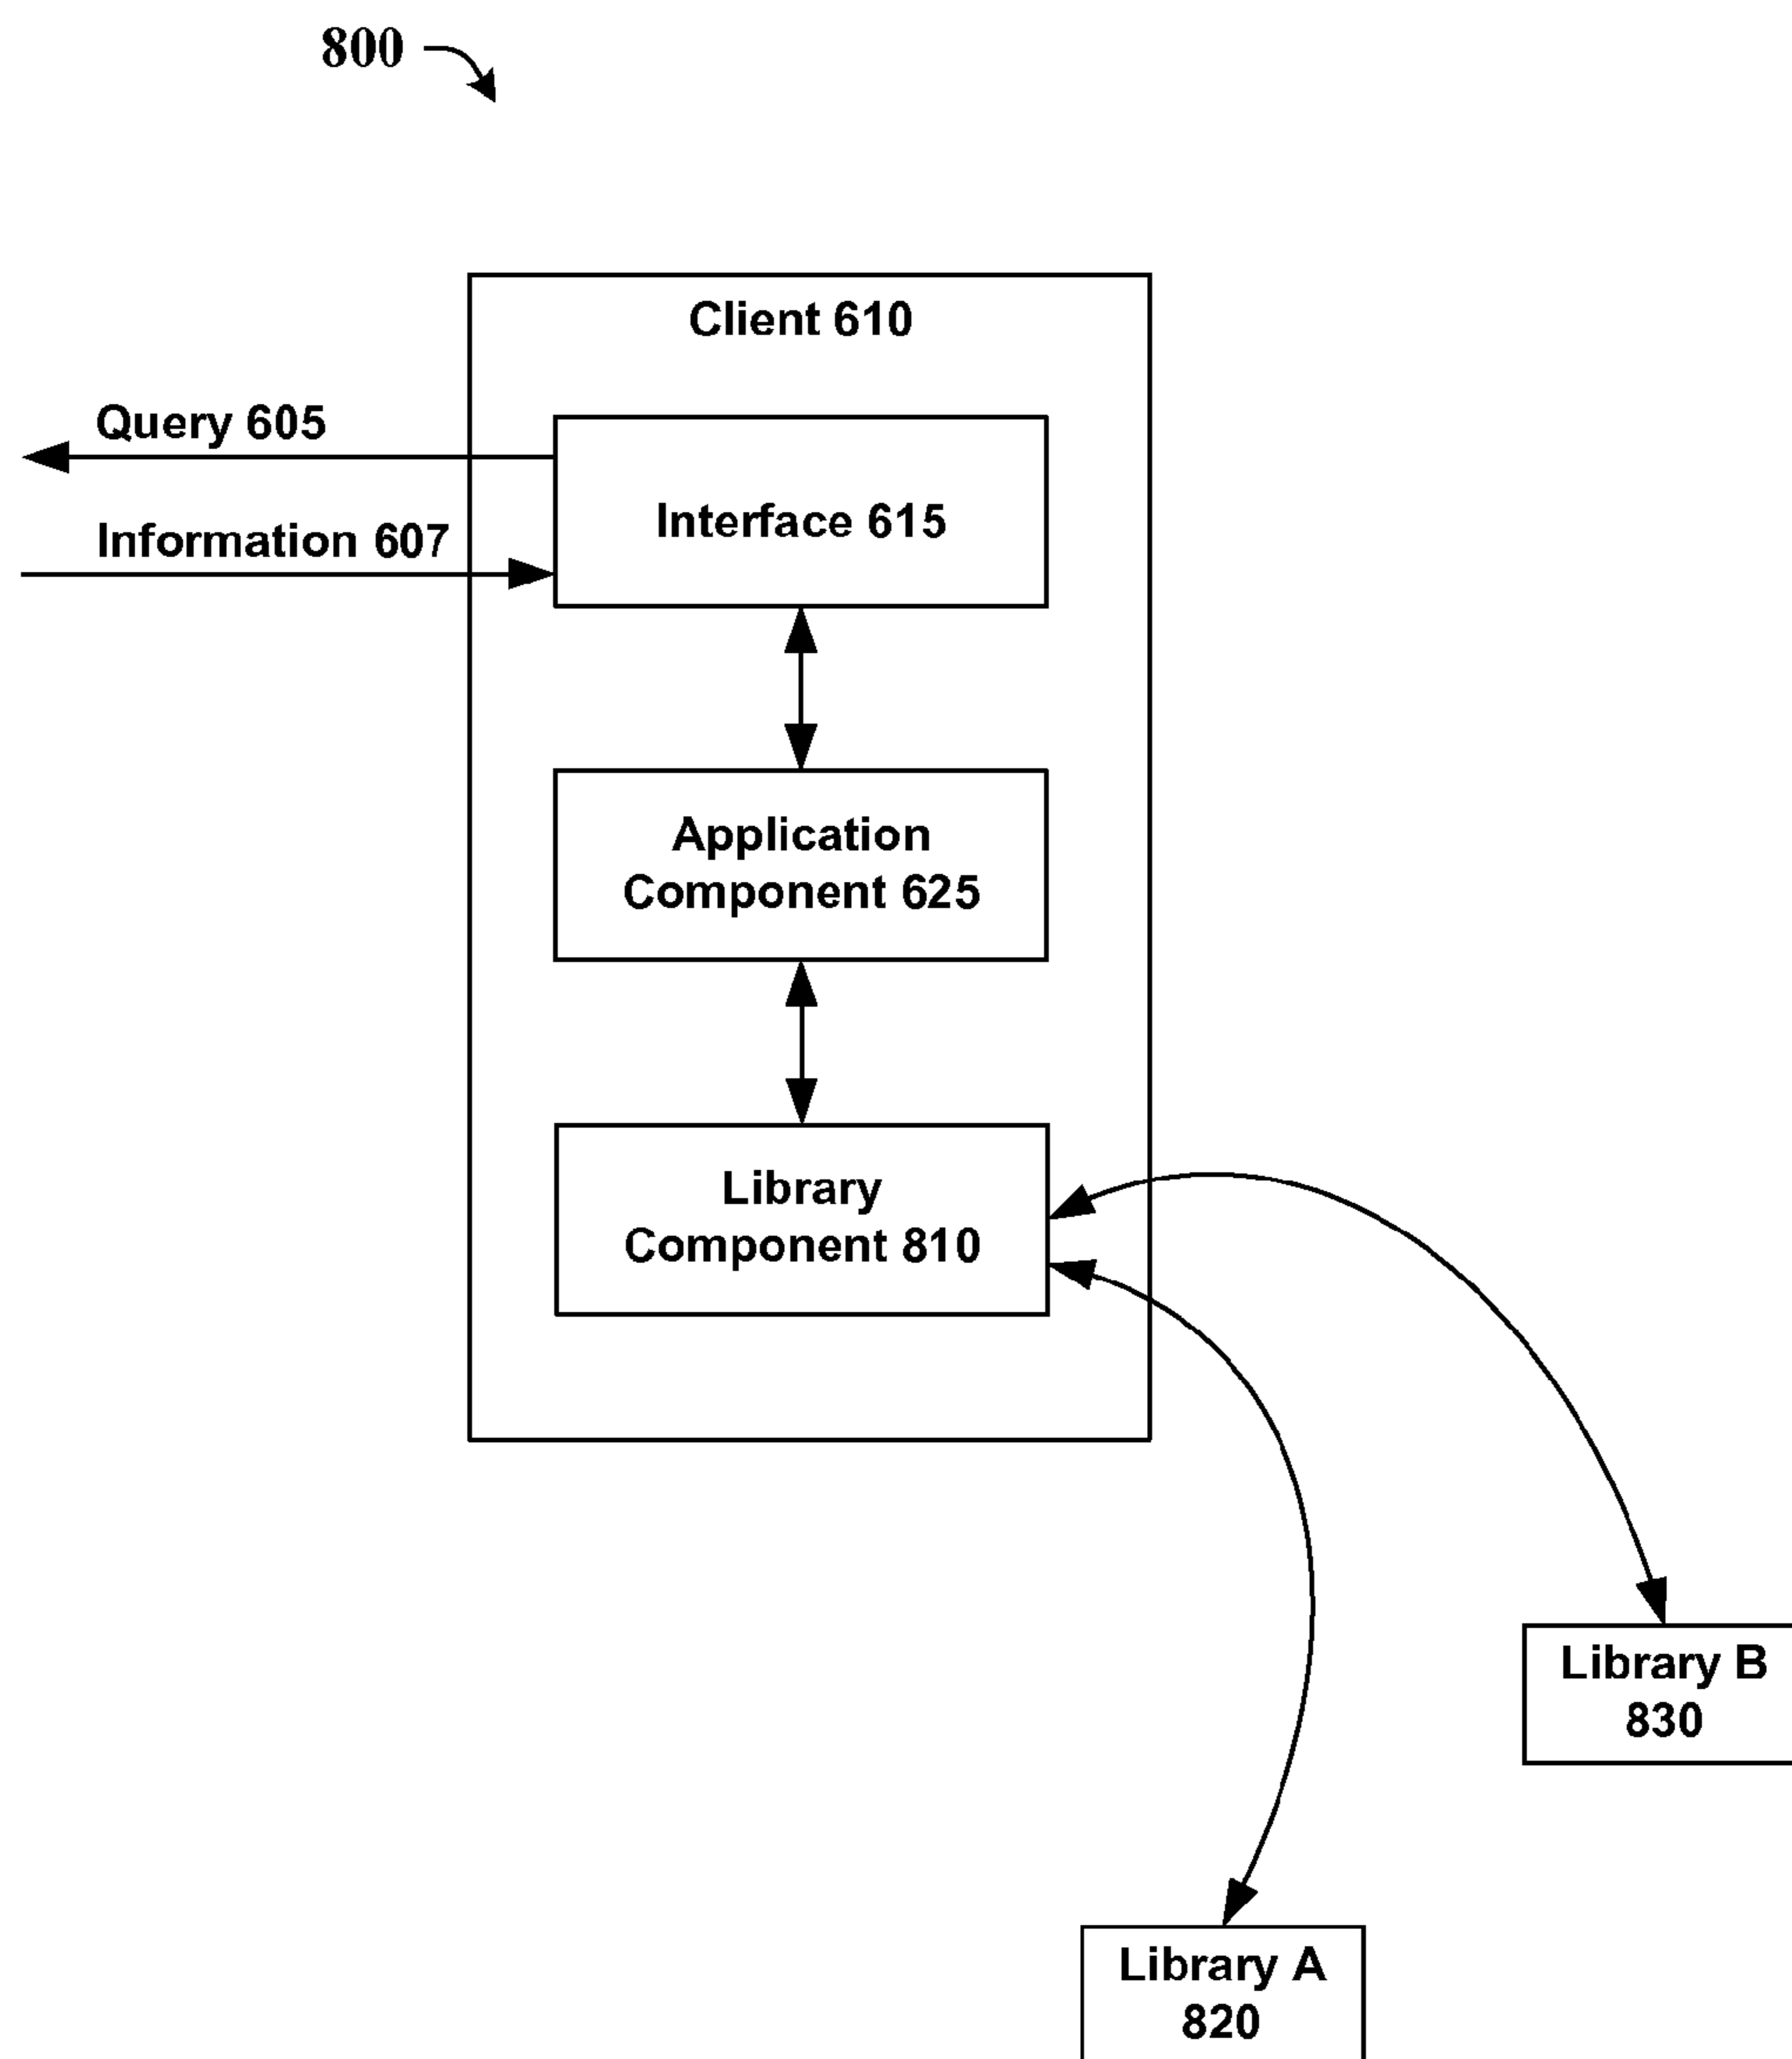 800
Client 610
Query 605
Information 607
Interface 615
Application
Component 625
Library
Component 810
Library B
830
Library A
820